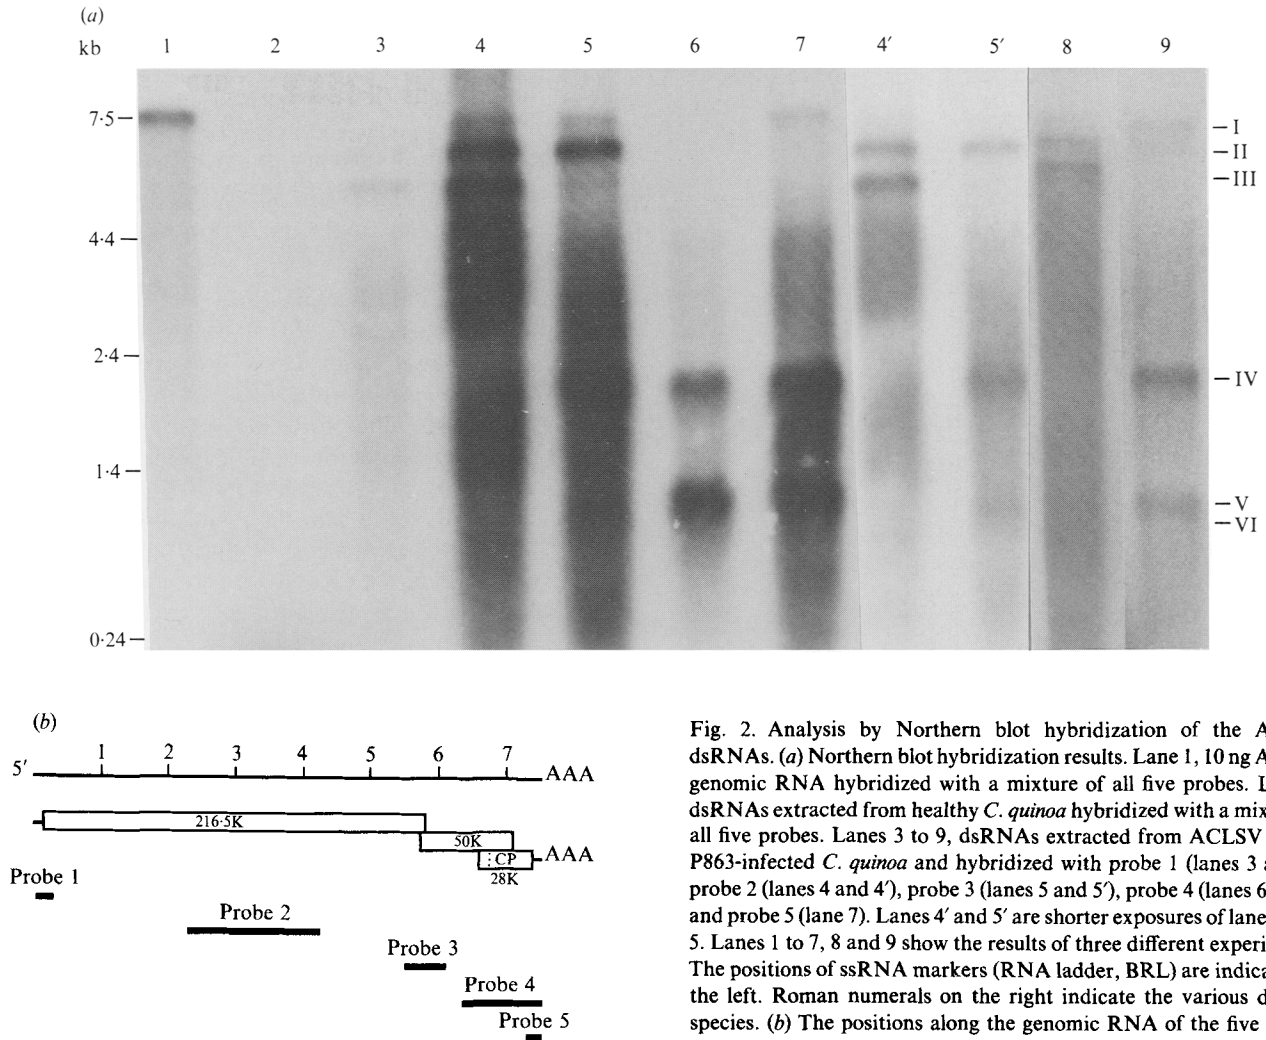 (a)
kb 1 2 3 4 5 6 7 4′ 5′ 8 9
7·5
4·4
2·4
1·4
0·24
I
II
III
IV
V
VI
(b)
1 2 3 4 5 6 7
5′ AAA
216·5K
50K
CP AAA
28K
Probe 1
Probe 2
Probe 3
Probe 4
Probe 5
Fig. 2. Analysis by Northern blot hybridization of the
dsRNAs. (a) Northern blot hybridization results. Lane 1, 10 ng
genomic RNA hybridized with a mixture of all five probes.
dsRNAs extracted from healthy C. quinoa hybridized with a
all five probes. Lanes 3 to 9, dsRNAs extracted from ACLSV
P863-infected C. quinoa and hybridized with probe 1 (lanes 3
probe 2 (lanes 4 and 4′), probe 3 (lanes 5 and 5′), probe 4 (lanes 6
and probe 5 (lane 7). Lanes 4′ and 5′ are shorter exposures of
5. Lanes 1 to 7, 8 and 9 show the results of three different
The positions of ssRNA markers (RNA ladder, BRL) are
the left. Roman numerals on the right indicate the various
species. (b) The positions along the genomic RNA of the five